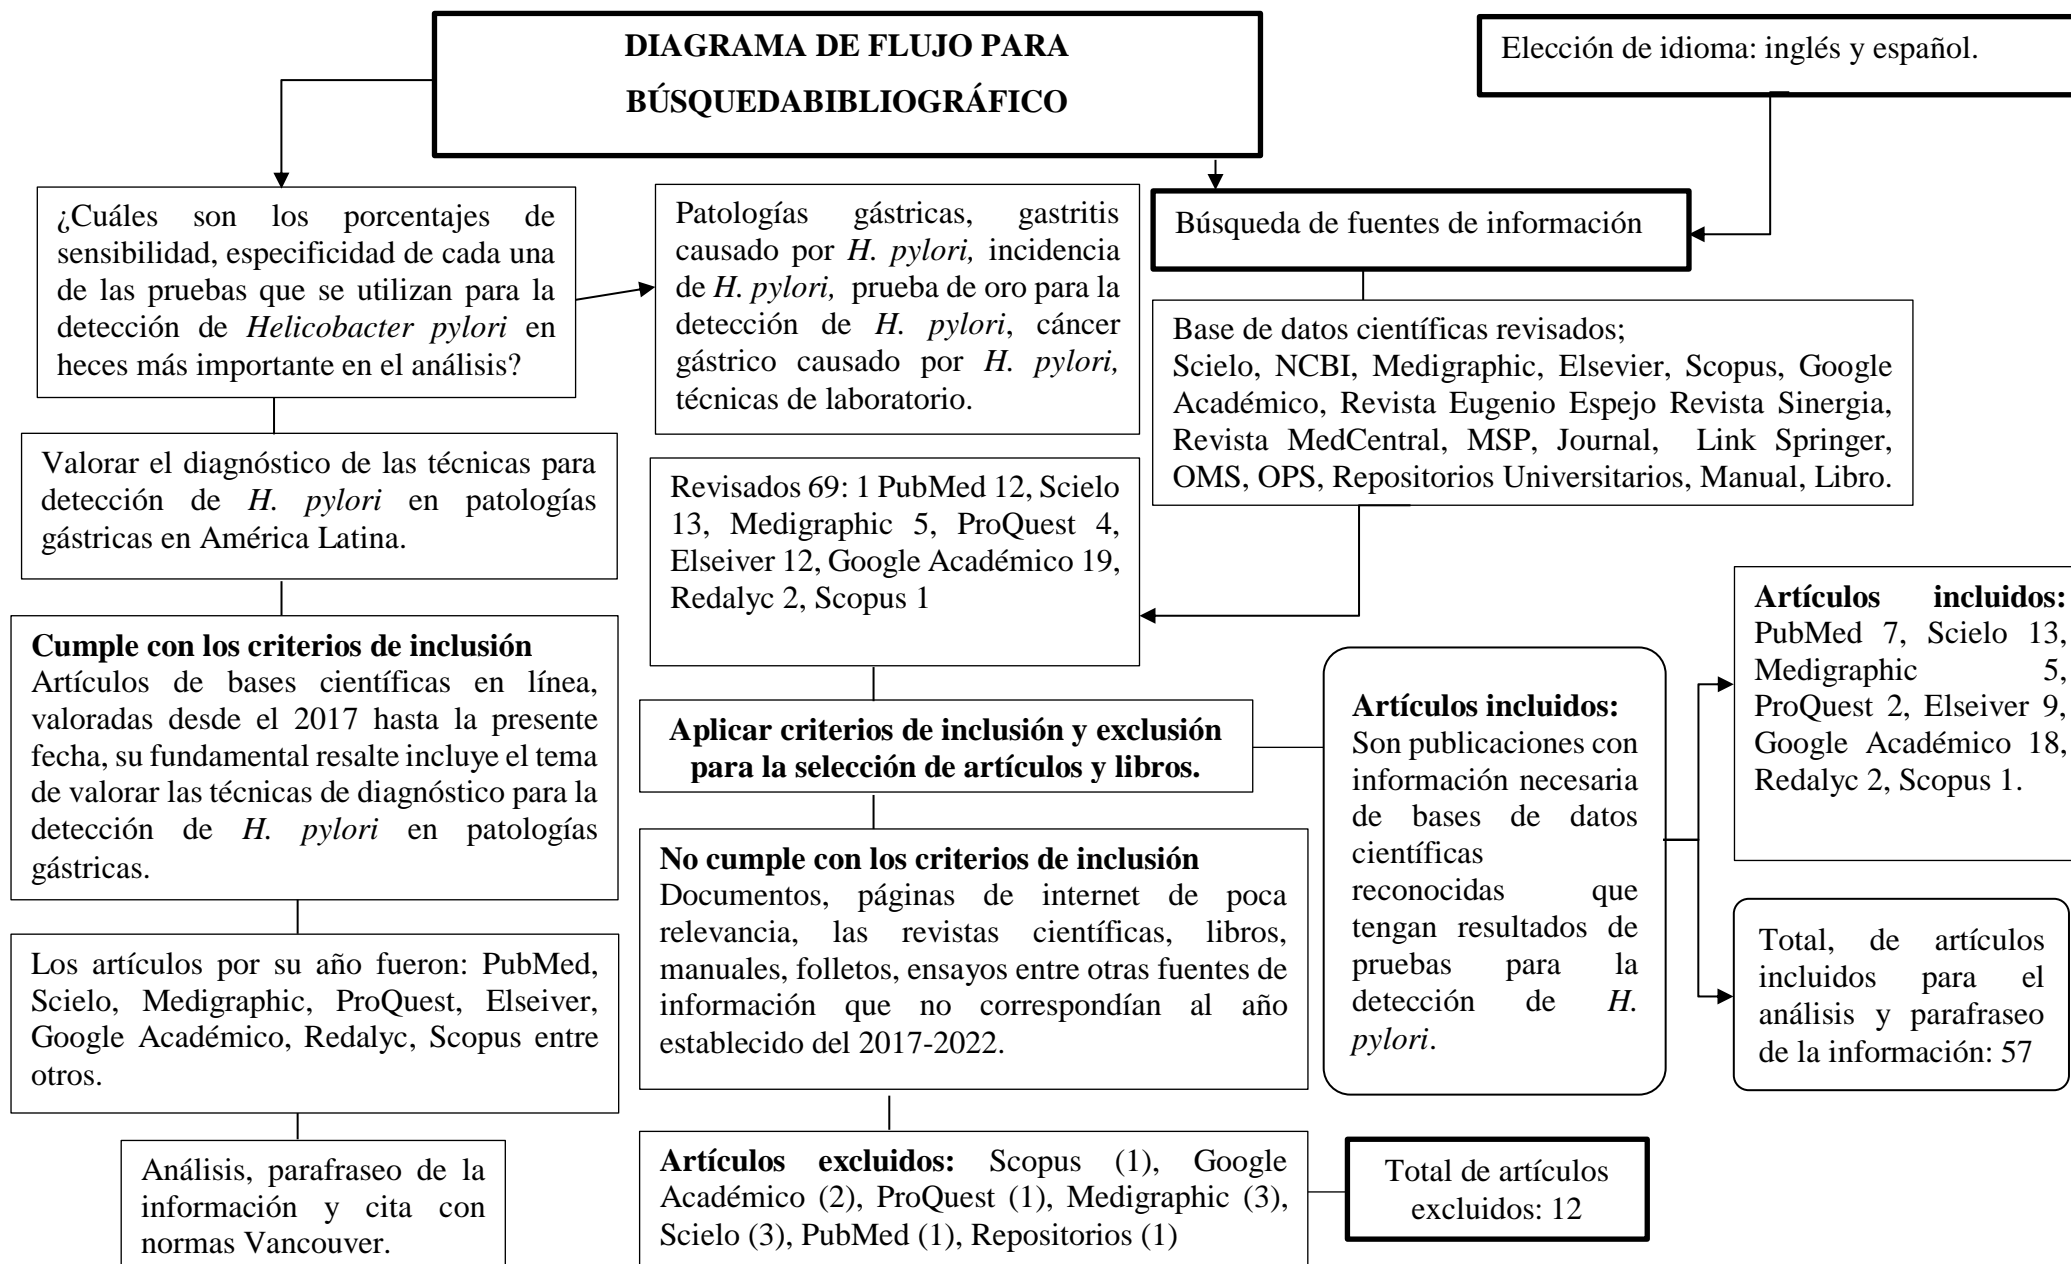 DIAGRAMA DE FLUJO PARA
BÚSQUEDABIBLIOGRÁFICO
Elección de idioma: inglés y español.
¿Cuáles son los porcentajes de
sensibilidad, especificidad de cada una
de las pruebas que se utilizan para la
detección de Helicobacter pylori en
heces más importante en el análisis?
Patologías gástricas, gastritis
causado por H. pylori, incidencia
de H. pylori, prueba de oro para la
detección de H. pylori, cáncer
gástrico causado por H. pylori,
técnicas de laboratorio.
Búsqueda de fuentes de información
Base de datos científicas revisados;
Scielo, NCBI, Medigraphic, Elsevier, Scopus, Google
Académico, Revista Eugenio Espejo Revista Sinergia,
Revista MedCentral, MSP, Journal, Link Springer,
OMS, OPS, Repositorios Universitarios, Manual, Libro.
Valorar el diagnóstico de las técnicas para
detección de H. pylori en patologías
gástricas en América Latina.
Revisados 69: 1 PubMed 12, Scielo
13, Medigraphic 5, ProQuest 4,
Elseiver 12, Google Académico 19,
Redalyc 2, Scopus 1
Cumple con los criterios de inclusión
Artículos de bases científicas en línea,
valoradas desde el 2017 hasta la presente
fecha, su fundamental resalte incluye el tema
de valorar las técnicas de diagnóstico para la
detección de H. pylori en patologías
gástricas.
Aplicar criterios de inclusión y exclusión
para la selección de artículos y libros.
Artículos incluidos:
Son publicaciones con
información necesaria
de bases de datos
científicas
reconocidas que
tengan resultados de
pruebas para la
detección de H.
pylori.
Artículos incluidos:
PubMed 7, Scielo 13,
Medigraphic 5,
ProQuest 2, Elseiver 9,
Google Académico 18,
Redalyc 2, Scopus 1.
Total, de artículos
incluidos para el
análisis y parafraseo
de la información: 57
No cumple con los criterios de inclusión
Documentos, páginas de internet de poca
relevancia, las revistas científicas, libros,
manuales, folletos, ensayos entre otras fuentes de
información que no correspondían al año
establecido del 2017-2022.
Los artículos por su año fueron: PubMed,
Scielo, Medigraphic, ProQuest, Elseiver,
Google Académico, Redalyc, Scopus entre
otros.
Análisis, parafraseo de la
información y cita con
normas Vancouver.
Artículos excluidos: Scopus (1), Google
Académico (2), ProQuest (1), Medigraphic (3),
Scielo (3), PubMed (1), Repositorios (1)
Total de artículos
excluidos: 12